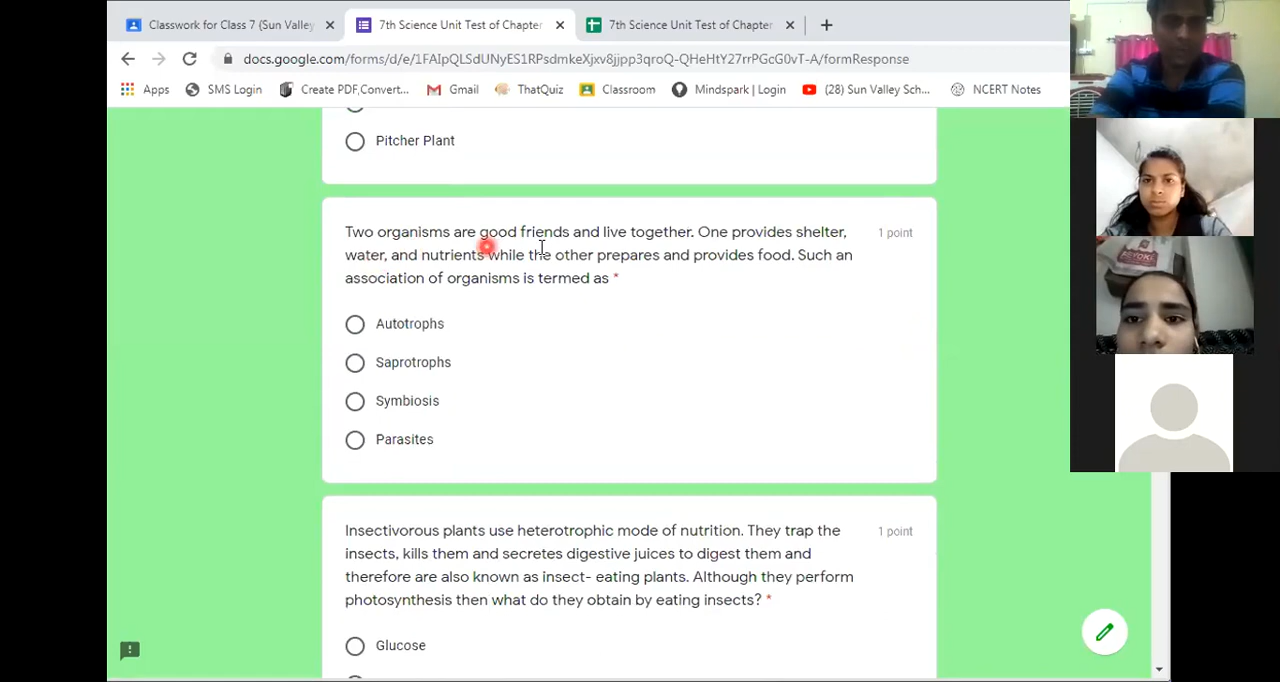 Classwork for Class 7 (Sun Valley
7th Science Unit Test of Chapter
7th Science Unit Test of Chapter
docs.google.com/forms/d/e/1FAIpQLSdUNyES1RPsdmkeXjxv8jjpp3qroQ-QHeHtY27rrPGcG0vT-A/formResponse
Apps SMS Login Create PDF,Convert... Gmail ThatQuiz Classroom Mindspark | Login (28) Sun Valley Sch... NCERT Notes
Pitcher Plant
Two organisms are good friends and live together. One provides shelter, 1 point
water, and nutrients while the other prepares and provides food. Such an
association of organisms is termed as *
Autotrophs
Saprotrophs
Symbiosis
Parasites
Insectivorous plants use heterotrophic mode of nutrition. They trap the 1 point
insects, kills them and secretes digestive juices to digest them and
therefore are also known as insect- eating plants. Although they perform
photosynthesis then what do they obtain by eating insects? *
Glucose